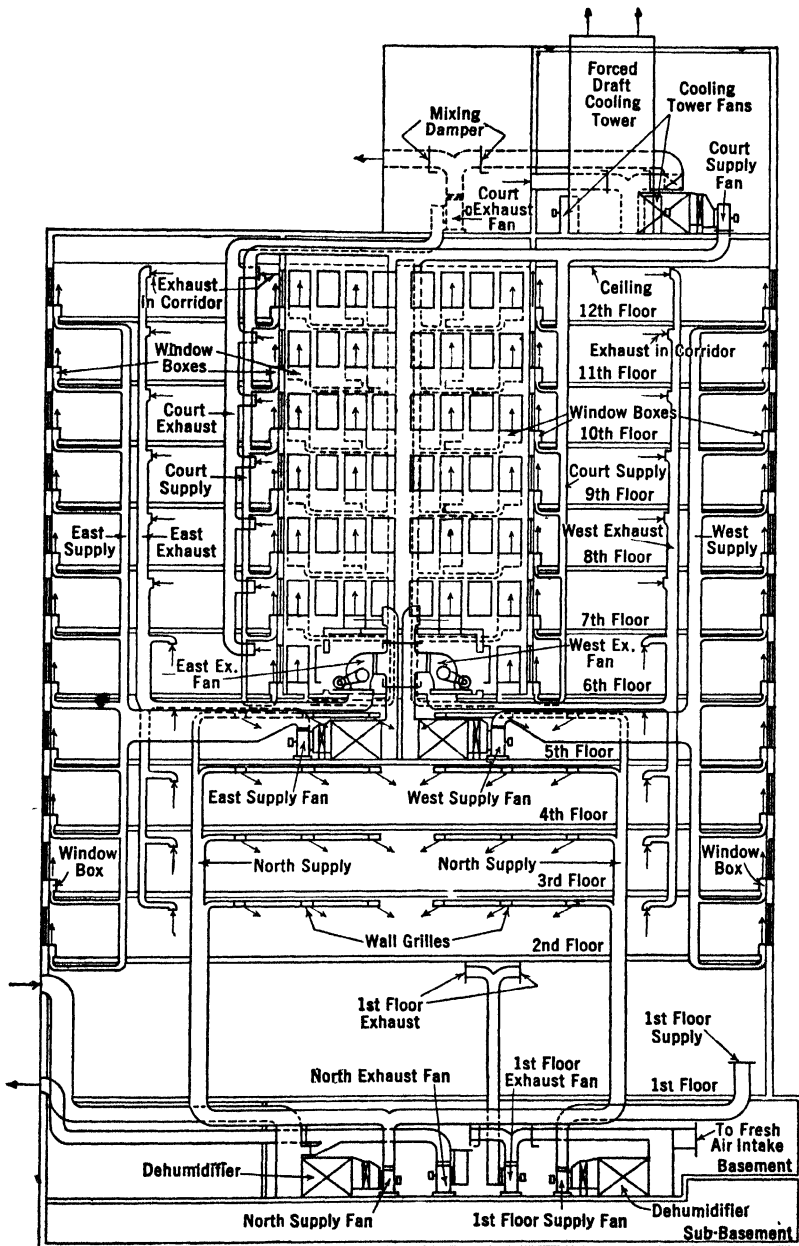 Forced
Draft
Cooling
Tower
Cooling
Tower Fans
Mixing
Damper
Court
Supply
Fan
Court
Exhaust
Fan
Exhaust
in Corridor
Ceiling
12th Floor
Window
Boxes
Exhaust in Corridor
11th Floor
Court
Exhaust
Window Boxes
10th Floor
Court
Supply
Court Supply
9th Floor
East
Supply
East
Exhaust
West Exhaust
8th Floor
West
Supply
7th Floor
East Ex.
Fan
West Ex.
Fan
6th Floor
5th Floor
East Supply Fan
West Supply Fan
4th Floor
Window
Box
North Supply
North Supply
3rd Floor
Window
Box
Wall Grilles
2nd Floor
1st Floor
Exhaust
1st Floor
Supply
North Exhaust Fan
1st Floor
Exhaust Fan
1st Floor
To Fresh
Air Intake
Basement
Dehumidifier
North Supply Fan
1st Floor Supply Fan
Dehumidifier
Sub-Basement